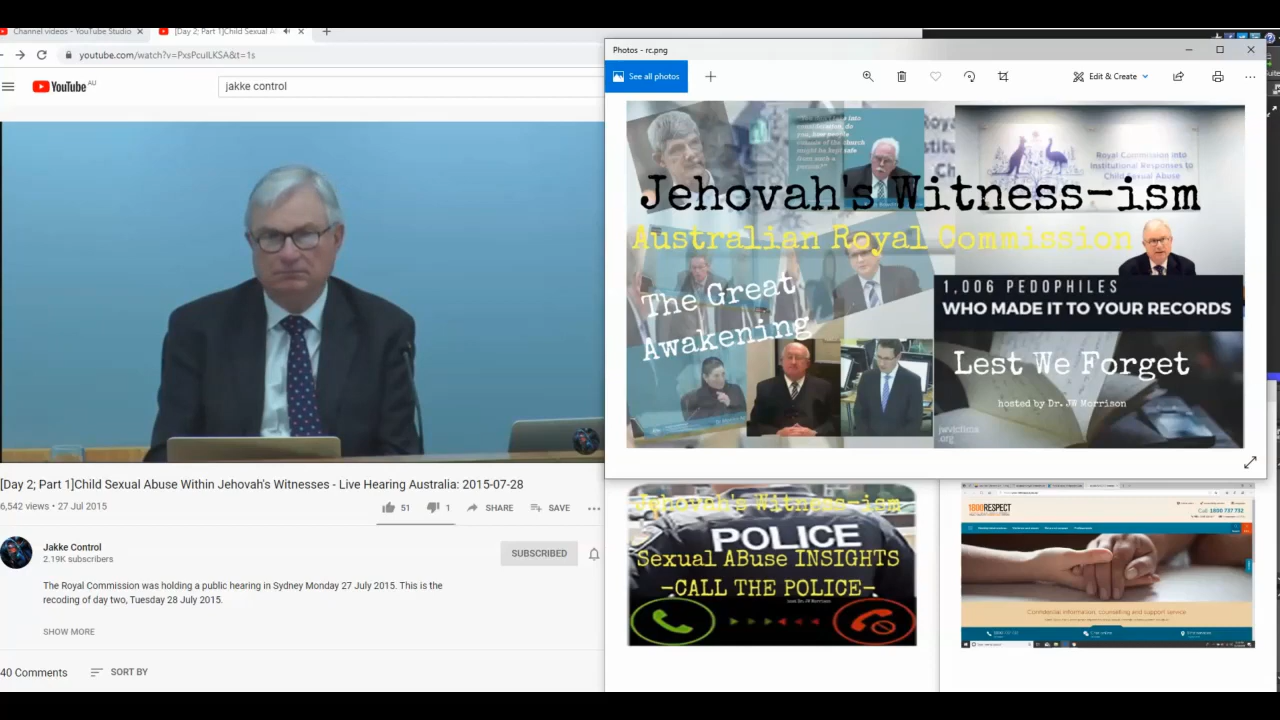 Channel videos - YouTube Studio
[Day 2; Part 1]Child Sexual A
youtube.com/watch?v=PxsPcuILKSA&t=1s
YouTube AU
jakke control
[Day 2; Part 1]Child Sexual Abuse Within Jehovah's Witnesses - Live Hearing Australia: 2015-07-28
6,542 views • 27 Jul 2015
51
1
SHARE
SAVE
Jakke Control
2.19K subscribers
SUBSCRIBED
The Royal Commission was holding a public hearing in Sydney Monday 27 July 2015. This is the
recoding of day two, Tuesday 28 July 2015.
SHOW MORE
40 Comments
SORT BY
Photos - rc.png
See all photos
Edit & Create
Royal Commission into
Institutional Responses to
Child Sexual Abuse
Jehovah's Witness-ism
Australian Royal Commission
The Great
Awakening
1,006 PEDOPHILES
WHO MADE IT TO YOUR RECORDS
Lest We Forget
hosted by Dr. JW Morrison
jwvictims
.org
Jehovah's Witness-ism
POLICE
Sexual ABuse INSIGHTS
-CALL THE POLICE-
1800RESPECT
Call 1800 737 732
Confidential information, counselling and support service